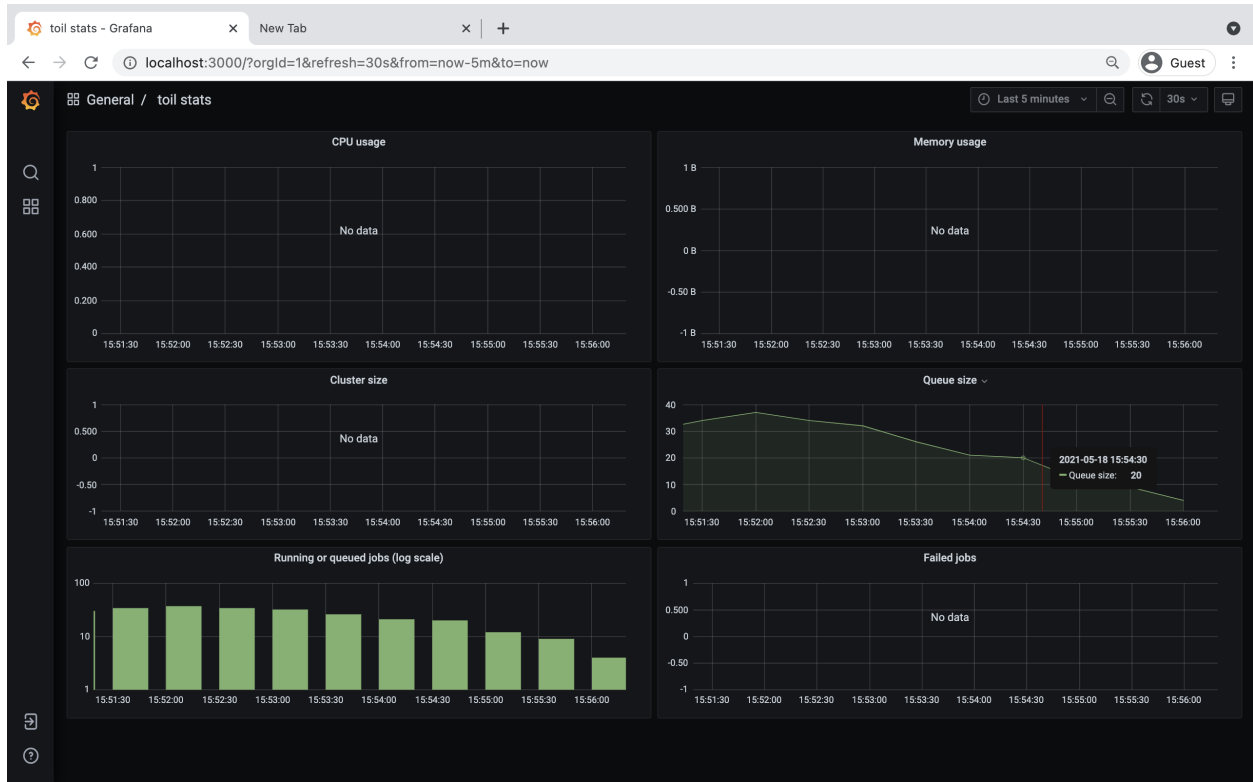 toil stats - Grafana
New Tab
localhost:3000/?orgId=1&refresh=30s&from=now-5m&to=now
Guest
General / toil stats
Last 5 minutes
30s
CPU usage
1
0.800
0.600
0.400
0.200
0
No data
15:51:30 15:52:00 15:52:30 15:53:00 15:53:30 15:54:00 15:54:30 15:55:00 15:55:30 15:56:00
Memory usage
1 B
0.500 B
0 B
-0.50 B
-1 B
No data
15:51:30 15:52:00 15:52:30 15:53:00 15:53:30 15:54:00 15:54:30 15:55:00 15:55:30 15:56:00
Cluster size
1
0.500
0
-0.50
-1
No data
15:51:30 15:52:00 15:52:30 15:53:00 15:53:30 15:54:00 15:54:30 15:55:00 15:55:30 15:56:00
Queue size
40
30
20
10
0
2021-05-18 15:54:30
Queue size: 20
15:51:30 15:52:00 15:52:30 15:53:00 15:53:30 15:54:00 15:54:30 15:55:00 15:55:30 15:56:00
Running or queued jobs (log scale)
100
10
1
15:51:30 15:52:00 15:52:30 15:53:00 15:53:30 15:54:00 15:54:30 15:55:00 15:55:30 15:56:00
Failed jobs
1
0.500
0
-0.50
-1
No data
15:51:30 15:52:00 15:52:30 15:53:00 15:53:30 15:54:00 15:54:30 15:55:00 15:55:30 15:56:00